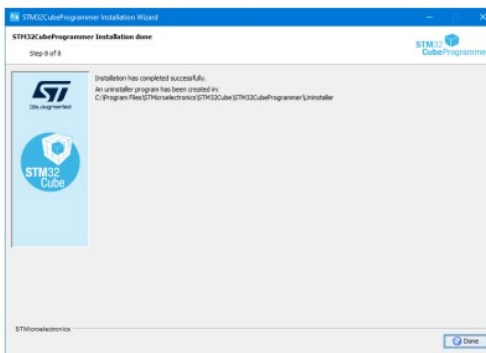 STM32CubeProgrammer Installation Wizard
STM32CubeProgrammer Installation done
Step 8 of 8
STM32
CubeProgramme
ST
life.augmented
STM32
Cube
Installation has completed successfully.
An uninstaller program has been created in:
C:\Program Files\STMicroelectronics\STM32Cube\STM32CubeProgrammer\Uninstaller
STMicroelectronics
Done